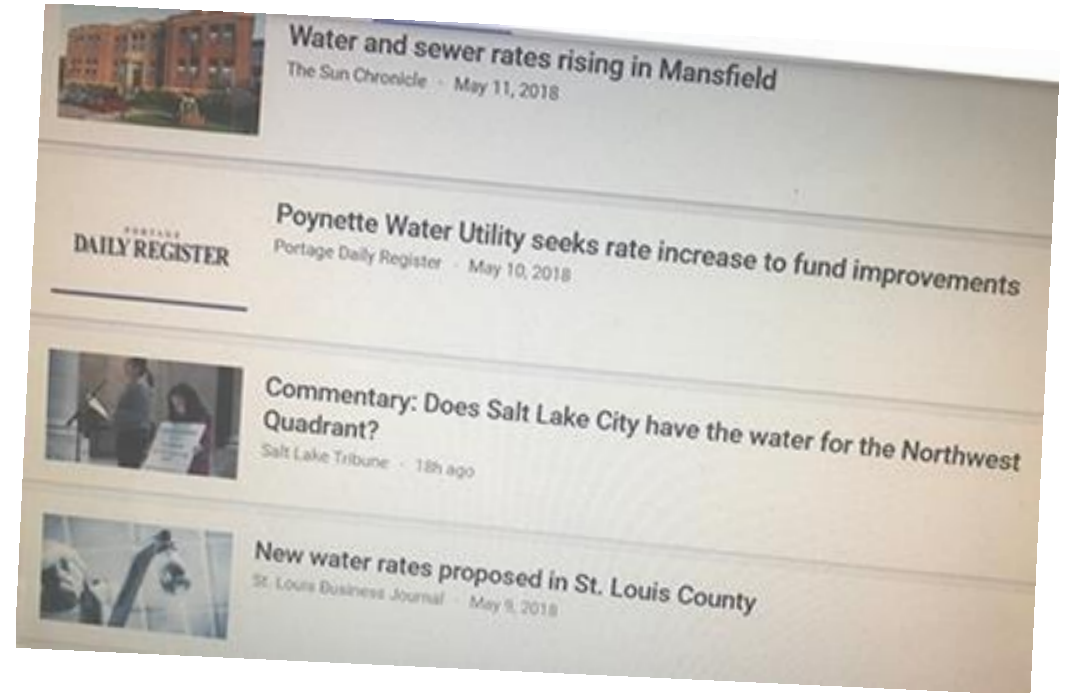 Water and sewer rates rising in Mansfield
The Sun Chronicle · May 11, 2018
PORTAGE
DAILY REGISTER
Poynette Water Utility seeks rate increase to fund improvements
Portage Daily Register · May 10, 2018
Commentary: Does Salt Lake City have the water for the Northwest
Quadrant?
Salt Lake Tribune · 18h ago
New water rates proposed in St. Louis County
St. Louis Business Journal · May 9, 2018